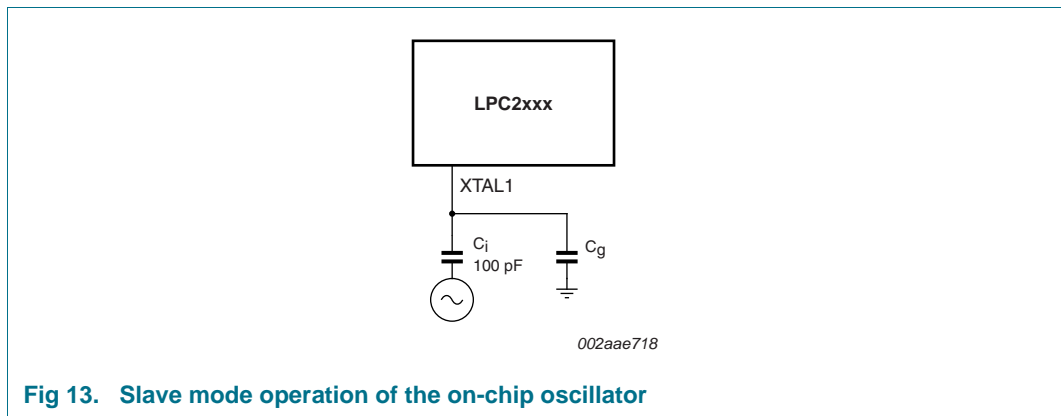 LPC2xxx
XTAL1
Ci
100 pF
Cg
002aae718
Fig 13. Slave mode operation of the on-chip oscillator